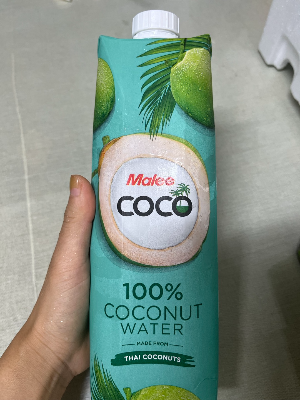 Malee
COCO
100%
COCONUT
WATER
MADE FROM
THAI COCONUTS